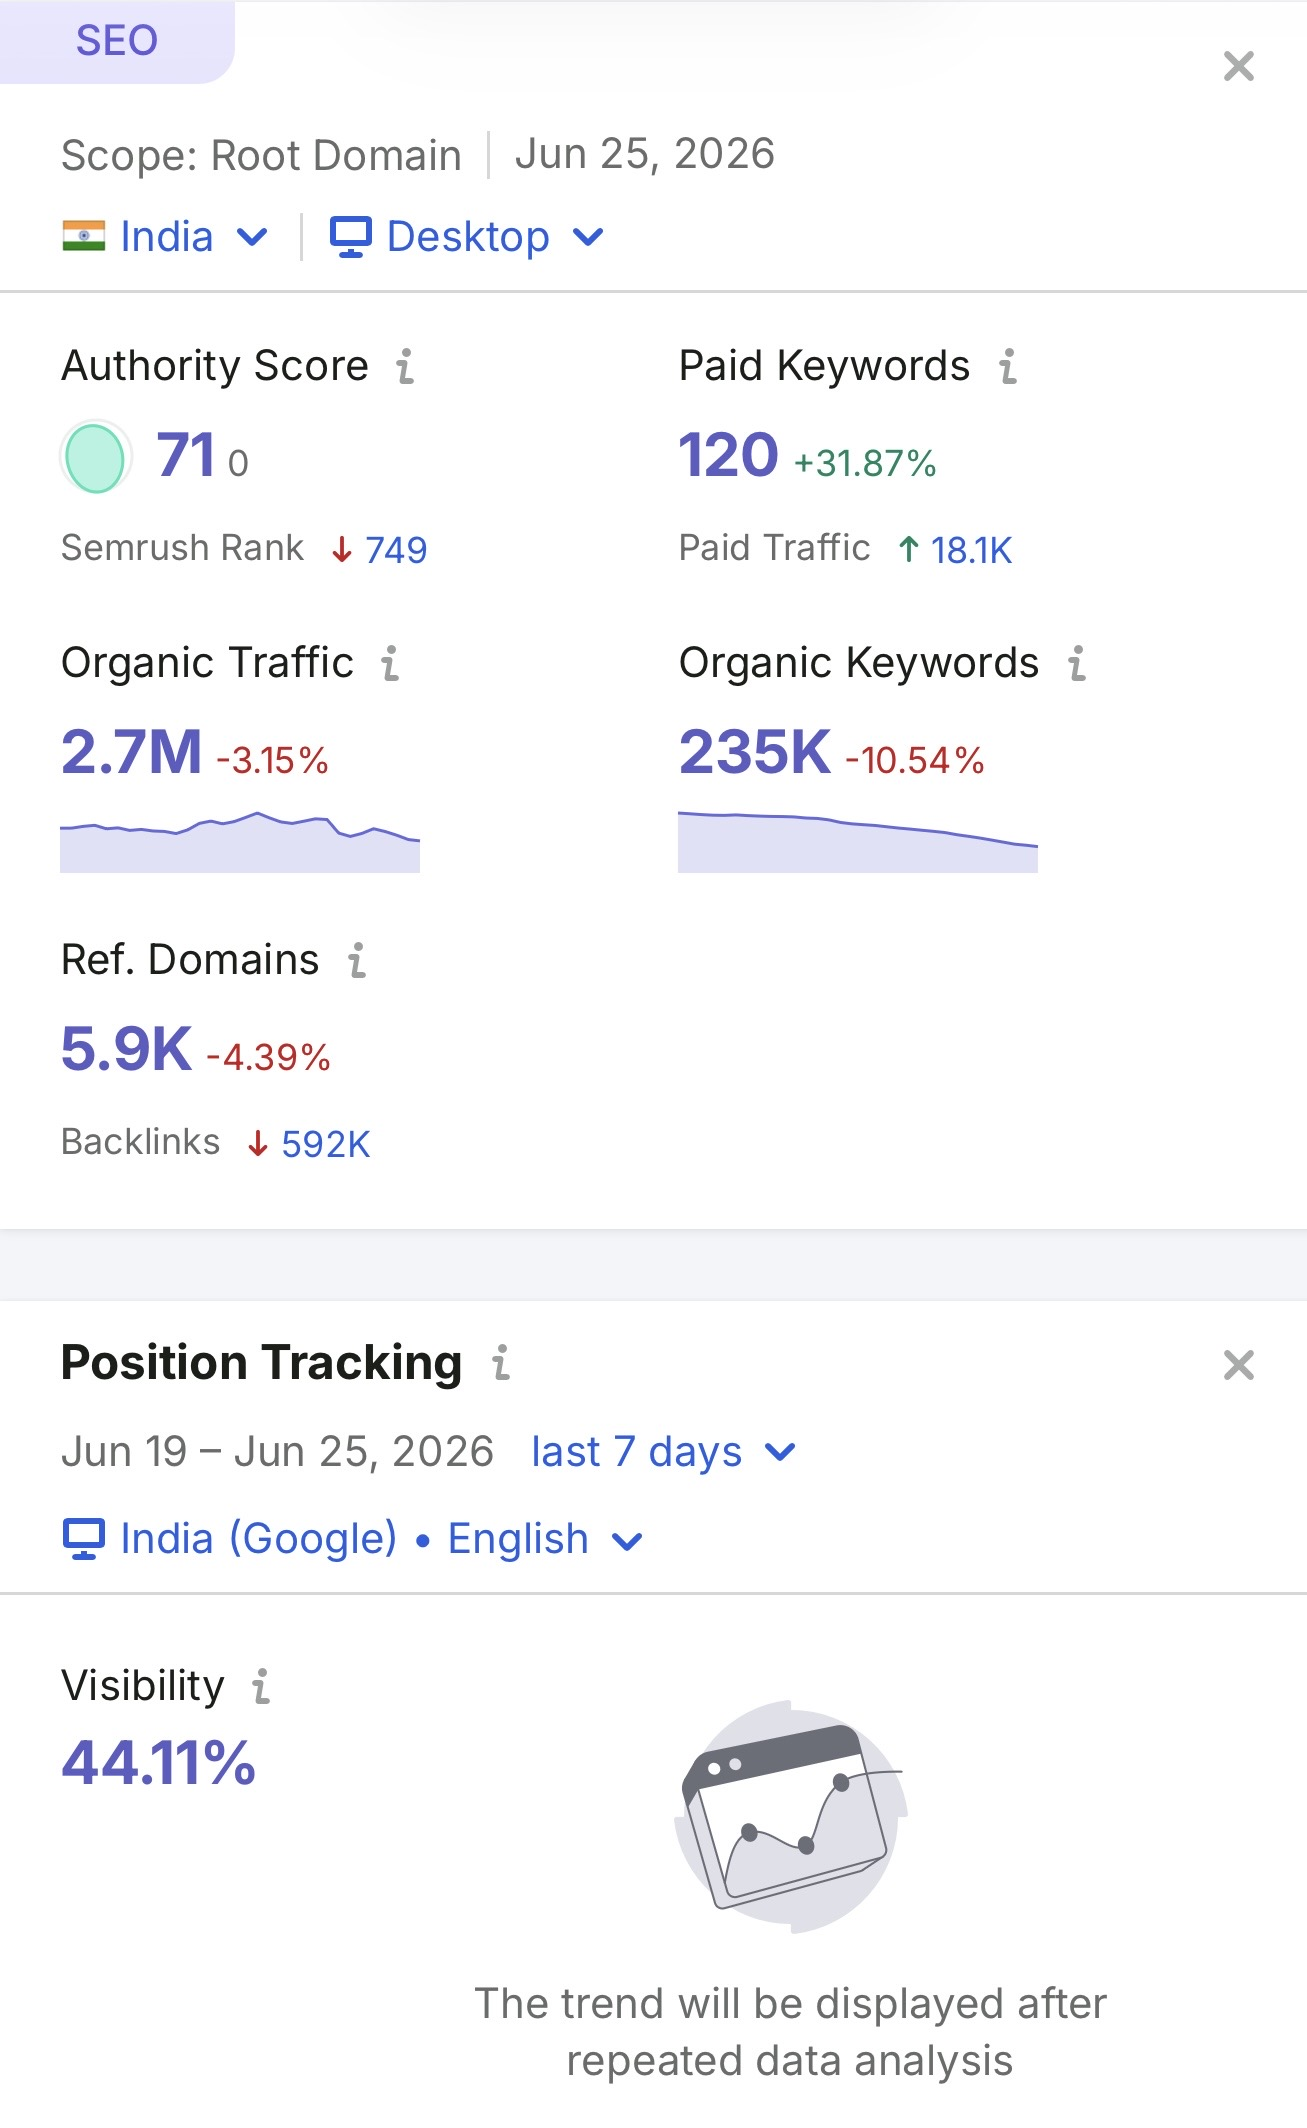 SEO
Scope: Root Domain | Jun 25, 2026
India | Desktop
Authority Score
71 0
Semrush Rank ↓ 749
Paid Keywords
120 +31.87%
Paid Traffic ↑ 18.1K
Organic Traffic
2.7M -3.15%
Organic Keywords
235K -10.54%
Ref. Domains
5.9K -4.39%
Backlinks ↓ 592K
Position Tracking
Jun 19 – Jun 25, 2026 last 7 days
India (Google) • English
Visibility
44.11%
The trend will be displayed after
repeated data analysis